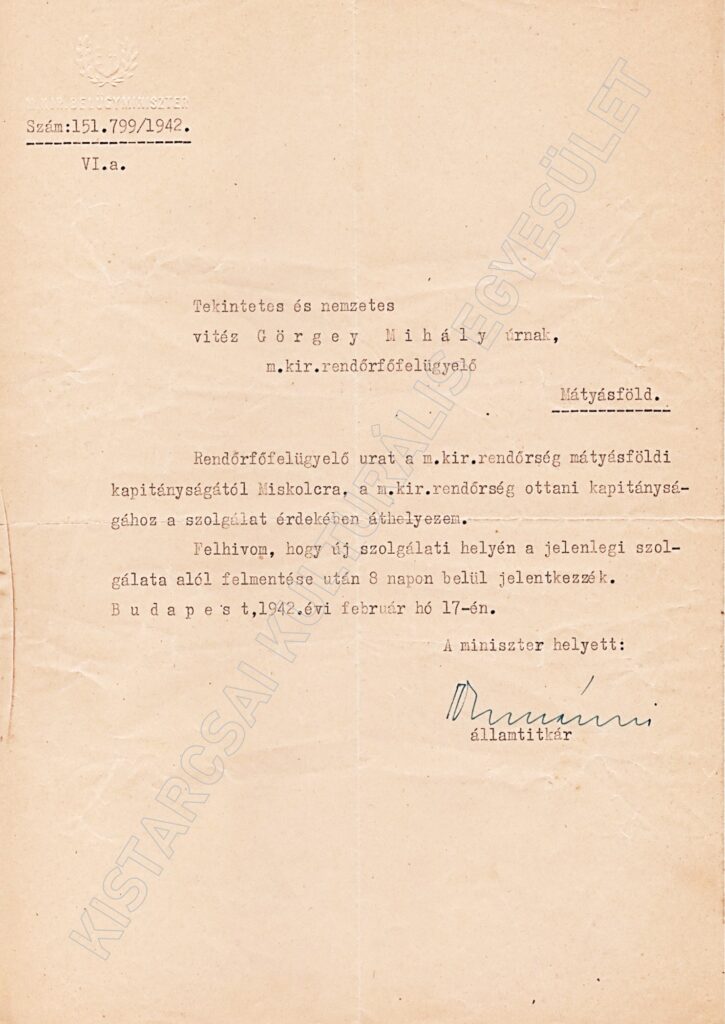 M. KIR. BELÜGYMINISZTER
Szám:151.799/1942.
VI.a.
Tekintetes és nemzetes
vitéz G ö r g e y M i h á l y úrnak,
m.kir.rendőrfőfelügyelő
Mátyásföld.
Rendőrfőfelügyelő urat a m.kir.rendőrség mátyásföldi
kapitányságától Miskolcra, a m.kir.rendőrség ottani kapitánysá-
gához a szolgálat érdekében áthelyezem.
Felhivom, hogy új szolgálati helyén a jelenlegi szol-
gálata alól felmentése után 8 napon belül jelentkezzék.
B u d a p e s t,1942.évi február hó 17-én.
A miniszter helyett:
államtitkár
KISTARCSAI KULTURÁLIS EGYESÜLET